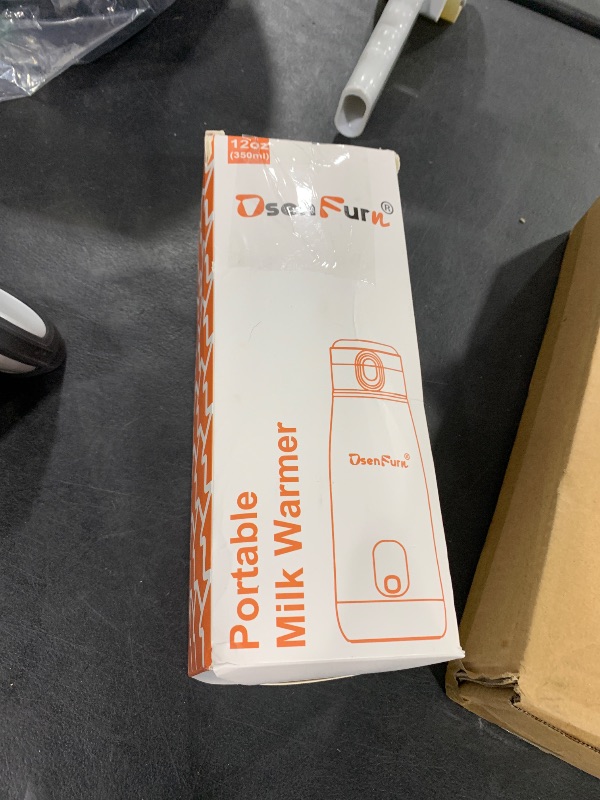 12oz
(350ml)
OsenFurn®
OsenFurn®
Portable
Milk Warmer